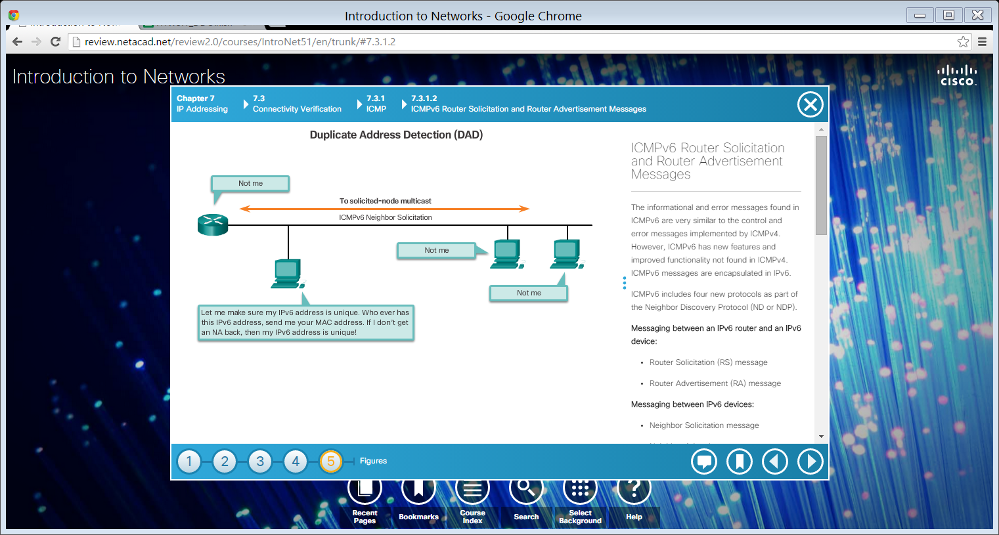 Introduction to Networks - Google Chrome
review.netacad.net/review2.0/courses/IntroNet51/en/trunk/#7.3.1.2
Introduction to Networks
CISCO
Chapter 7
IP Addressing
7.3
Connectivity Verification
7.3.1
ICMP
7.3.1.2
ICMPv6 Router Solicitation and Router Advertisement Messages
Duplicate Address Detection (DAD)
Not me
To solicited-node multicast
ICMPv6 Neighbor Solicitation
Not me
Not me
Let me make sure my IPv6 address is unique. Who ever has
this IPv6 address, send me your MAC address. If I don't get
an NA back, then my IPv6 address is unique!
ICMPv6 Router Solicitation
and Router Advertisement
Messages
The informational and error messages found in
ICMPv6 are very similar to the control and
error messages implemented by ICMPv4.
However, ICMPv6 has new features and
improved functionality not found in ICMPv4.
ICMPv6 messages are encapsulated in IPv6.
ICMPv6 includes four new protocols as part of
the Neighbor Discovery Protocol (ND or NDP).
Messaging between an IPv6 router and an IPv6
device:
• Router Solicitation (RS) message
• Router Advertisement (RA) message
Messaging between IPv6 devices:
• Neighbor Solicitation message
1 2 3 4 5 Figures
Recent
Pages
Bookmarks
Course
Index
Search
Select
Background
? 
Help